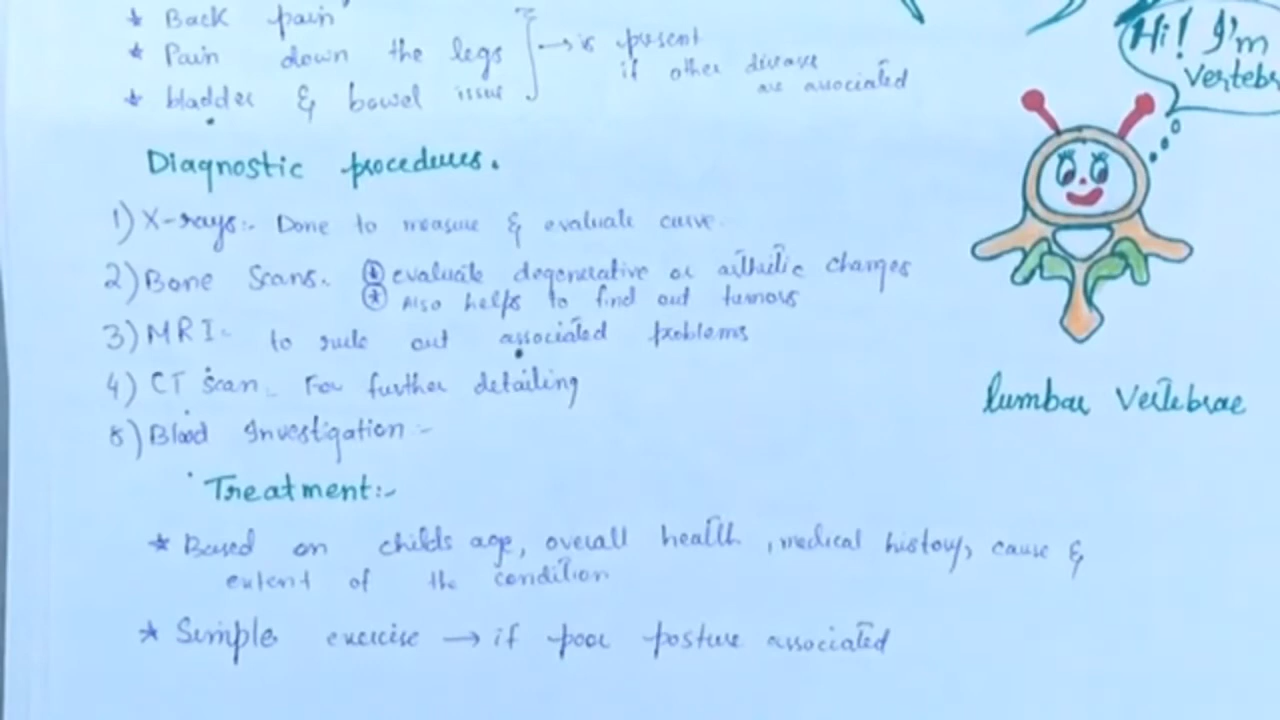 * Back pain
* Pain down the legs → is present
if other disease
* bladder & bowel issue are associated
Hi! I'm
Vertebr
Diagnostic procedures.
1) X-rays:- Done to measure & evaluate curve.
2) Bone Scans. * evaluate degenerative or arthritic changes
* Also helps to find out tumors
3) MRI- to rule out associated problems
4) CT scan- For further detailing
5) Blood Investigation:-
lumbar Vertebrae
Treatment:-
* Based on childs age, overall health, medical history, cause &
extent of the condition
* Simple exercise → if poor posture associated